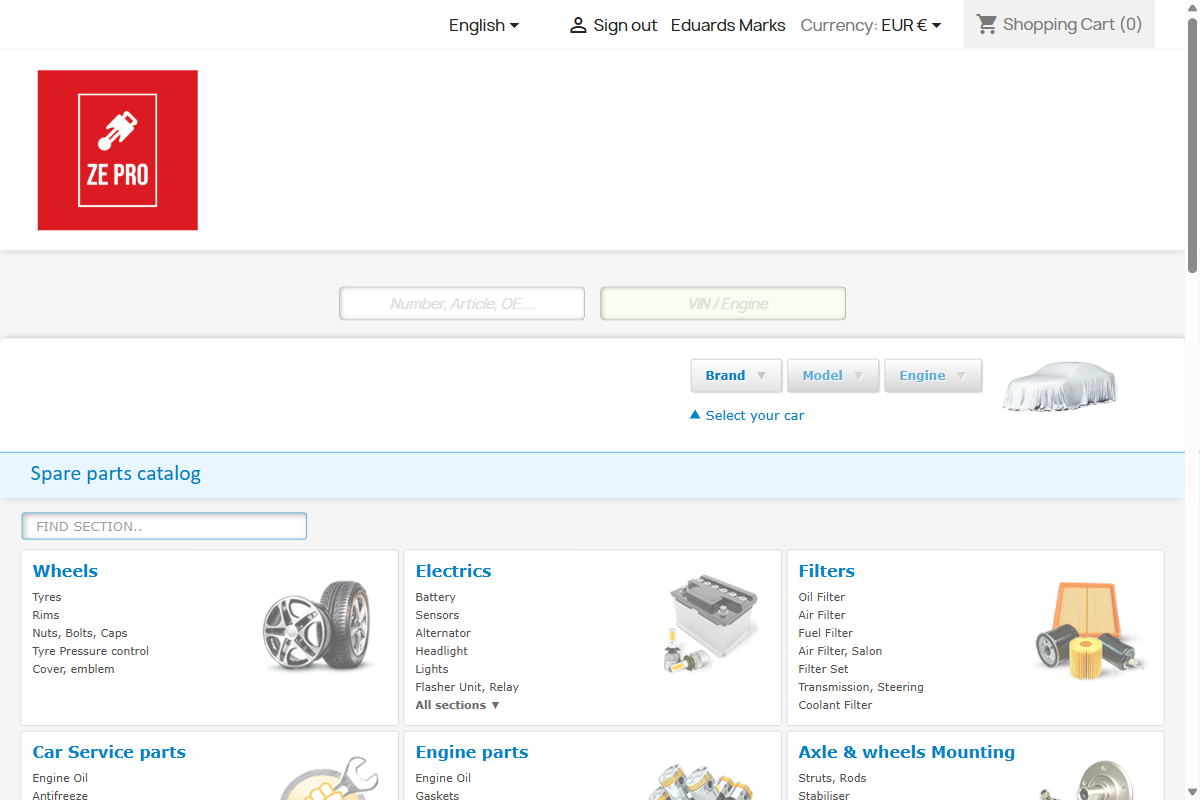 English
Sign out
Eduards Marks
Currency: EUR €
Shopping Cart (0)
ZE PRO
Number, Article, OE....
VIN / Engine
Brand
Model
Engine
Select your car
Spare parts catalog
FIND SECTION..
Wheels
Tyres
Rims
Nuts, Bolts, Caps
Tyre Pressure control
Cover, emblem
Electrics
Battery
Sensors
Alternator
Headlight
Lights
Flasher Unit, Relay
All sections ▼
Filters
Oil Filter
Air Filter
Fuel Filter
Air Filter, Salon
Filter Set
Transmission, Steering
Coolant Filter
Car Service parts
Engine Oil
Antifreeze
Engine parts
Engine Oil
Gaskets
Axle & wheels Mounting
Struts, Rods
Stabiliser